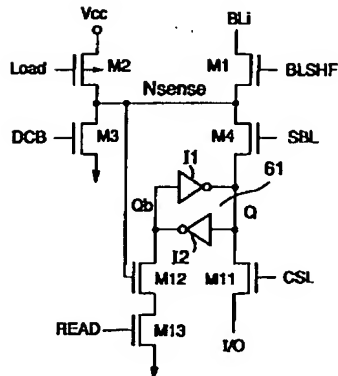 Vcc BLi
Load M2 M1 BLSHF
Nsense
DCB M3 M4 SBL
I1 61
Qb Q
I2
M12 M11 CSL
READ M13 I/O